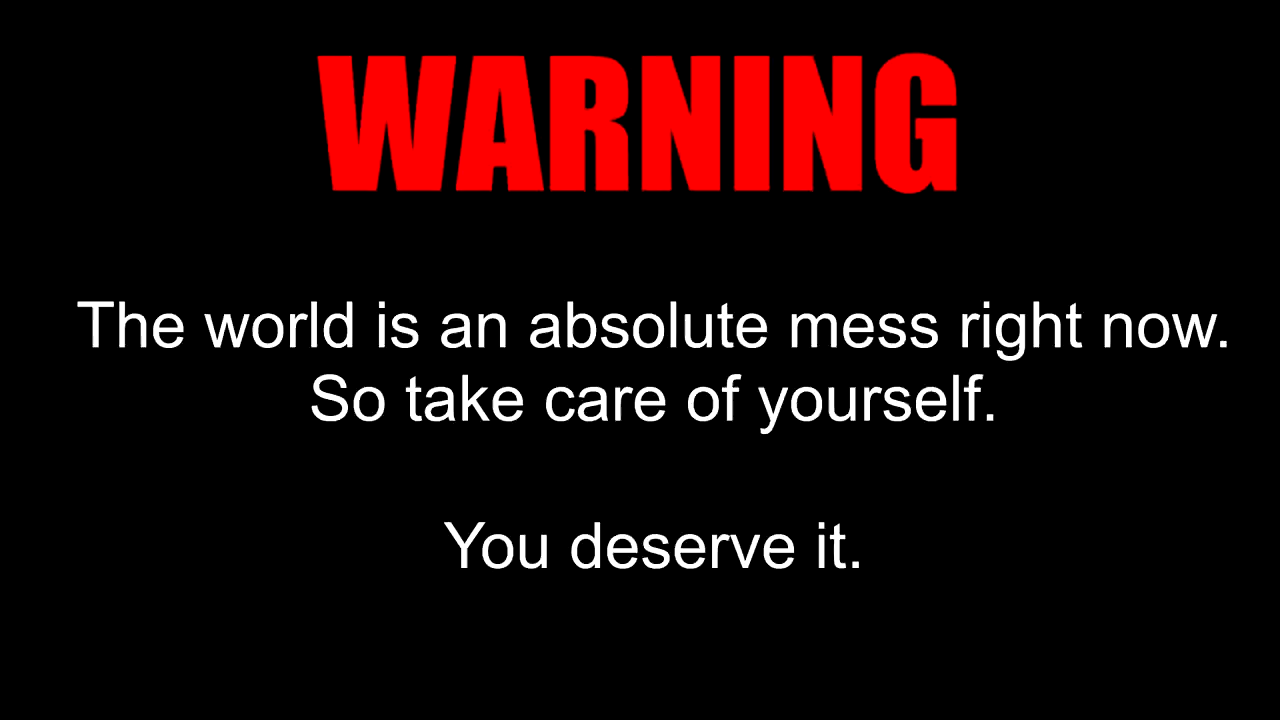 WARNING
The world is an absolute mess right now.
So take care of yourself.
You deserve it.